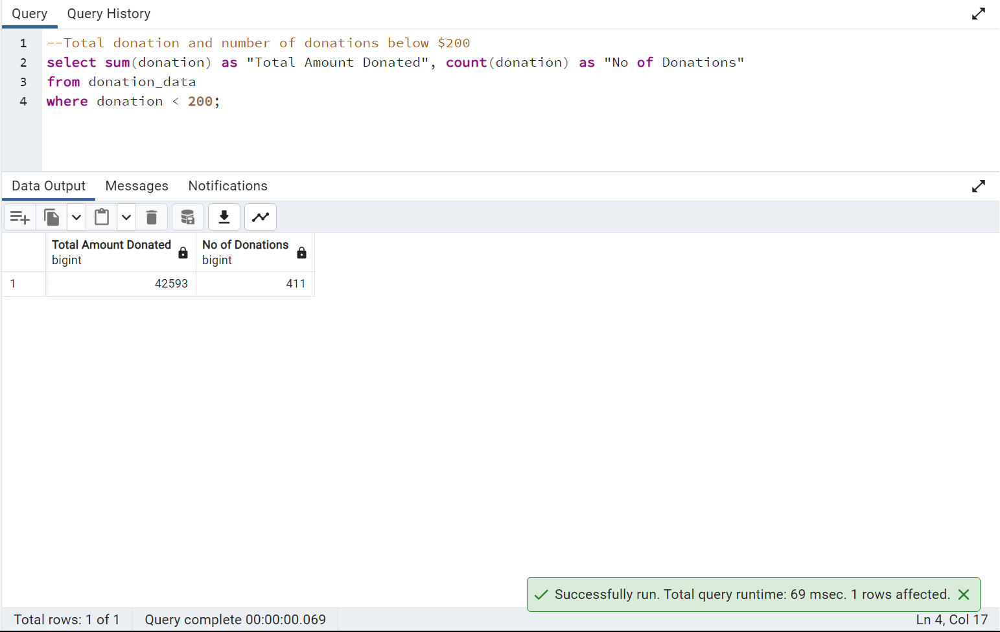 Query Query History
1 --Total donation and number of donations below $200
2 select sum(donation) as "Total Amount Donated", count(donation) as "No of Donations"
3 from donation_data
4 where donation < 200;
Data Output Messages Notifications
Total Amount Donated No of Donations
bigint bigint
1 42593 411
Successfully run. Total query runtime: 69 msec. 1 rows affected.
Total rows: 1 of 1 Query complete 00:00:00.069 Ln 4, Col 17